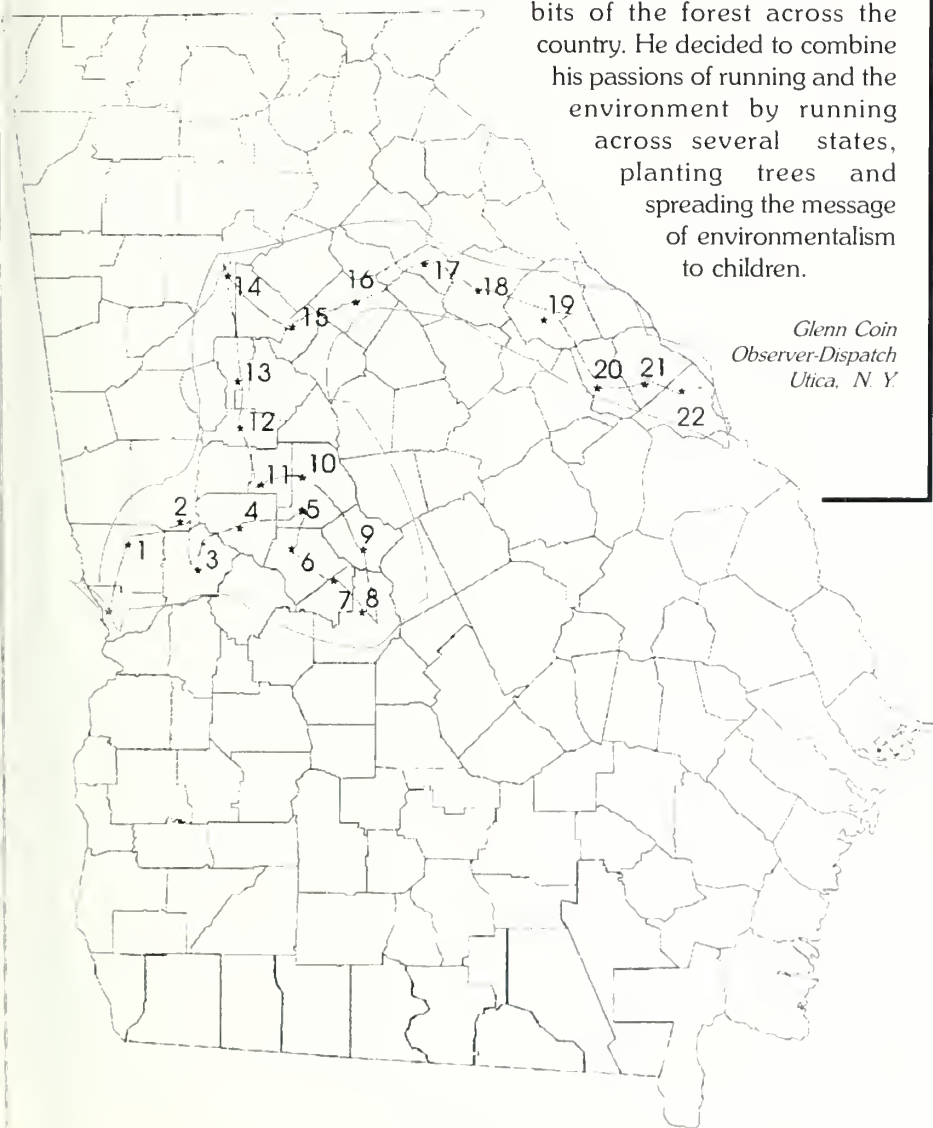 bits of the forest across the
country. He decided to combine
his passions of running and the
environment by running
across several states,
planting trees and
spreading the message
of environmentalism
to children.
Glenn Coin
Observer-Dispatch
Utica, N. Y.
14
17
16
18
15
19
13
20
21
22
12
10
11
2
4
5
9
1
3
6
7
8